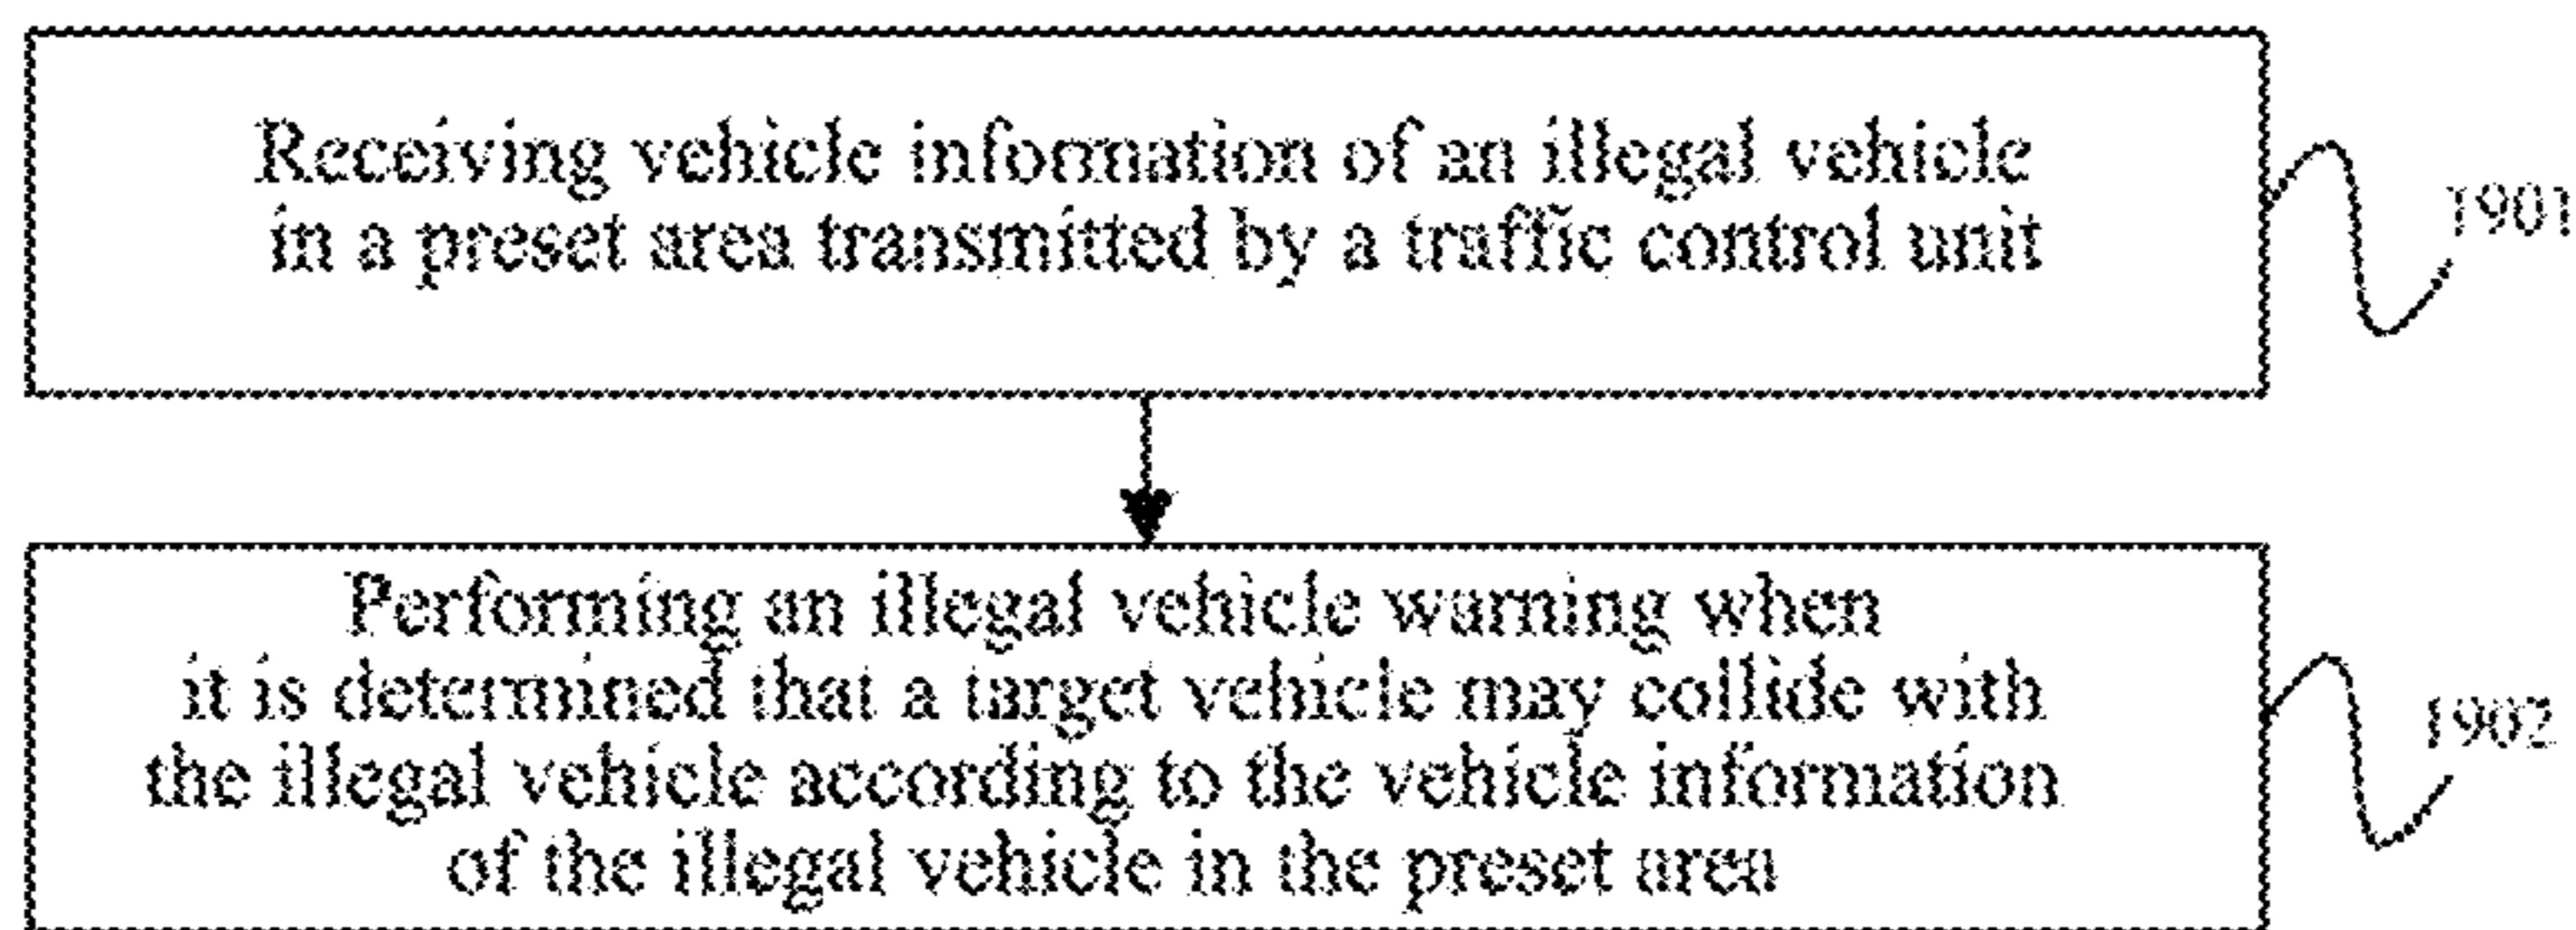 Receiving vehicle information of an illegal vehicle
in a preset area transmitted by a traffic control unit
1901
Performing an illegal vehicle warning when
it is determined that a target vehicle may collide with
the illegal vehicle according to the vehicle information
of the illegal vehicle in the preset area
1902